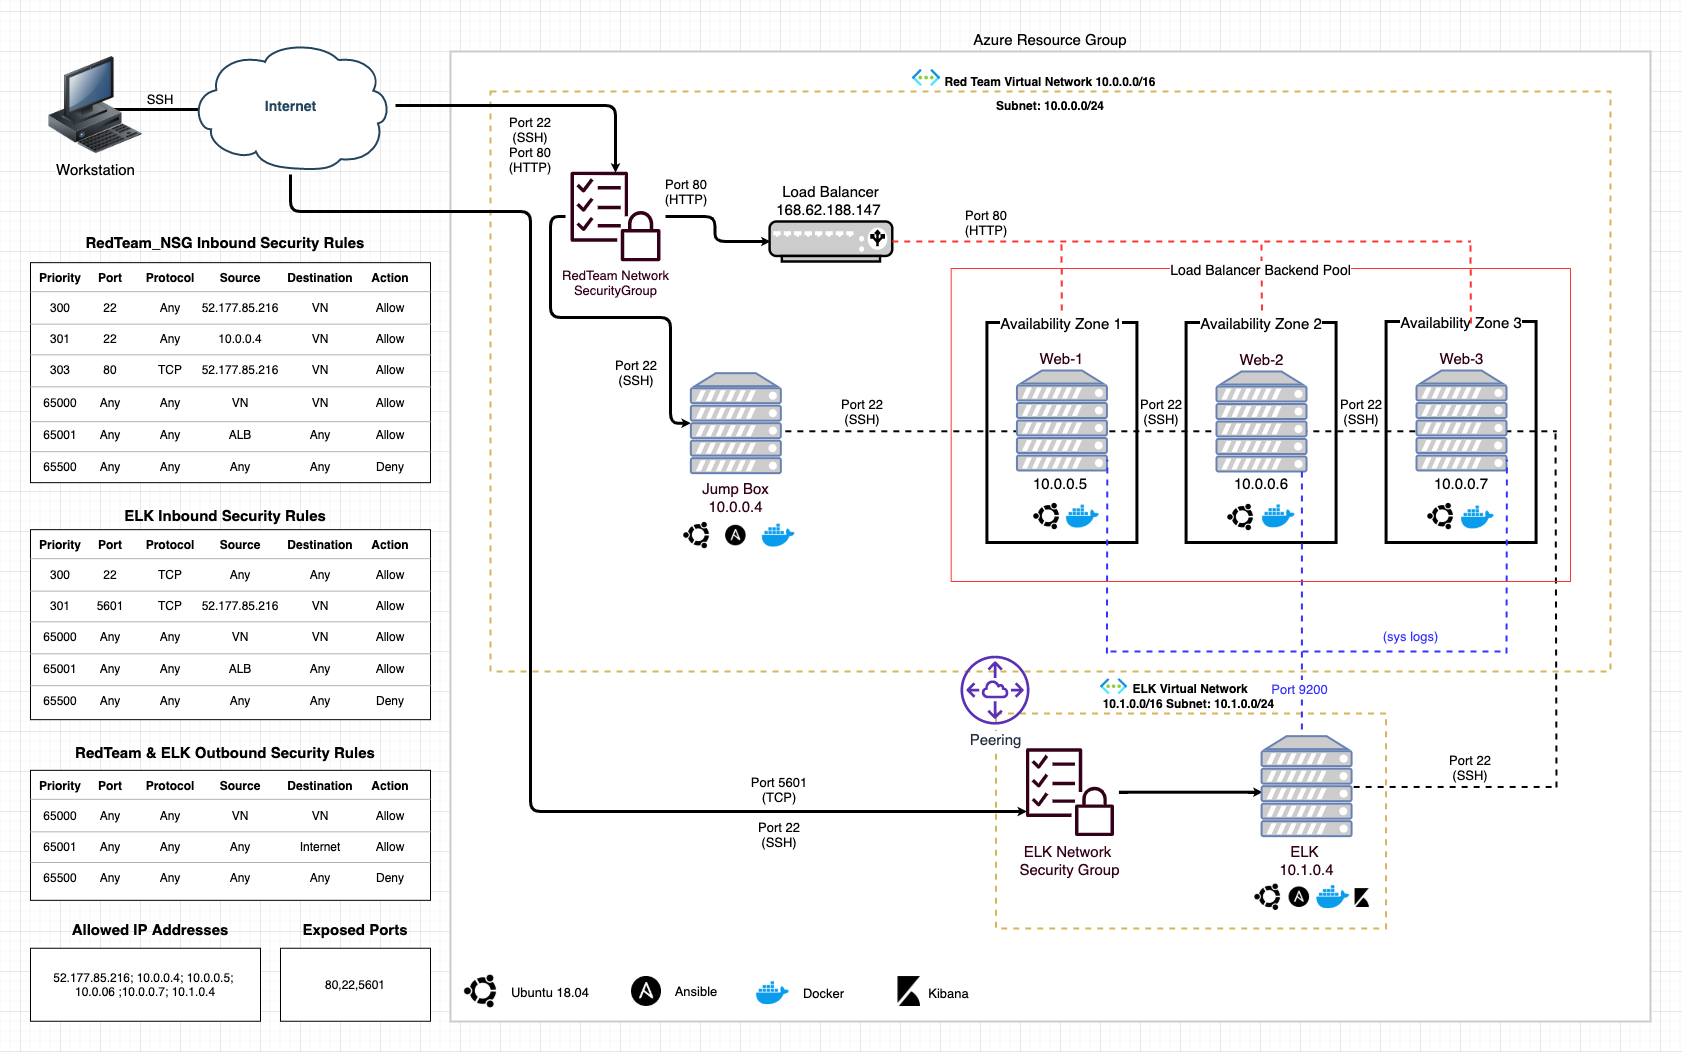 Azure Resource Group
Red Team Virtual Network 10.0.0.0/16
Subnet: 10.0.0.0/24
SSH
Internet
Workstation
Port 22
(SSH)
Port 80
(HTTP)
RedTeam Network
SecurityGroup
Port 80
(HTTP)
Load Balancer
168.62.188.147
Port 80
(HTTP)
Load Balancer Backend Pool
Availability Zone 1
Web-1
10.0.0.5
Availability Zone 2
Web-2
10.0.0.6
Availability Zone 3
Web-3
10.0.0.7
Port 22
(SSH)
Port 22
(SSH)
Port 22
(SSH)
Port 22
(SSH)
Jump Box
10.0.0.4
(sys logs)
Port 9200
Peering
ELK Virtual Network
10.1.0.0/16 Subnet: 10.1.0.0/24
Port 5601
(TCP)
Port 22
(SSH)
ELK Network
Security Group
ELK
10.1.0.4
Port 22
(SSH)
Ubuntu 18.04
Ansible
Docker
Kibana
RedTeam_NSG Inbound Security Rules
Priority Port Protocol Source Destination Action
300 22 Any 52.177.85.216 VN Allow
301 22 Any 10.0.0.4 VN Allow
303 80 TCP 52.177.85.216 VN Allow
65000 Any Any VN VN Allow
65001 Any Any ALB Any Allow
65500 Any Any Any Any Deny
ELK Inbound Security Rules
Priority Port Protocol Source Destination Action
300 22 TCP Any Any Allow
301 5601 TCP 52.177.85.216 VN Allow
65000 Any Any VN VN Allow
65001 Any Any ALB Any Allow
65500 Any Any Any Any Deny
RedTeam & ELK Outbound Security Rules
Priority Port Protocol Source Destination Action
65000 Any Any VN VN Allow
65001 Any Any Any Internet Allow
65500 Any Any Any Any Deny
Allowed IP Addresses
52.177.85.216; 10.0.0.4; 10.0.0.5;
10.0.06 ;10.0.0.7; 10.1.0.4
Exposed Ports
80,22,5601